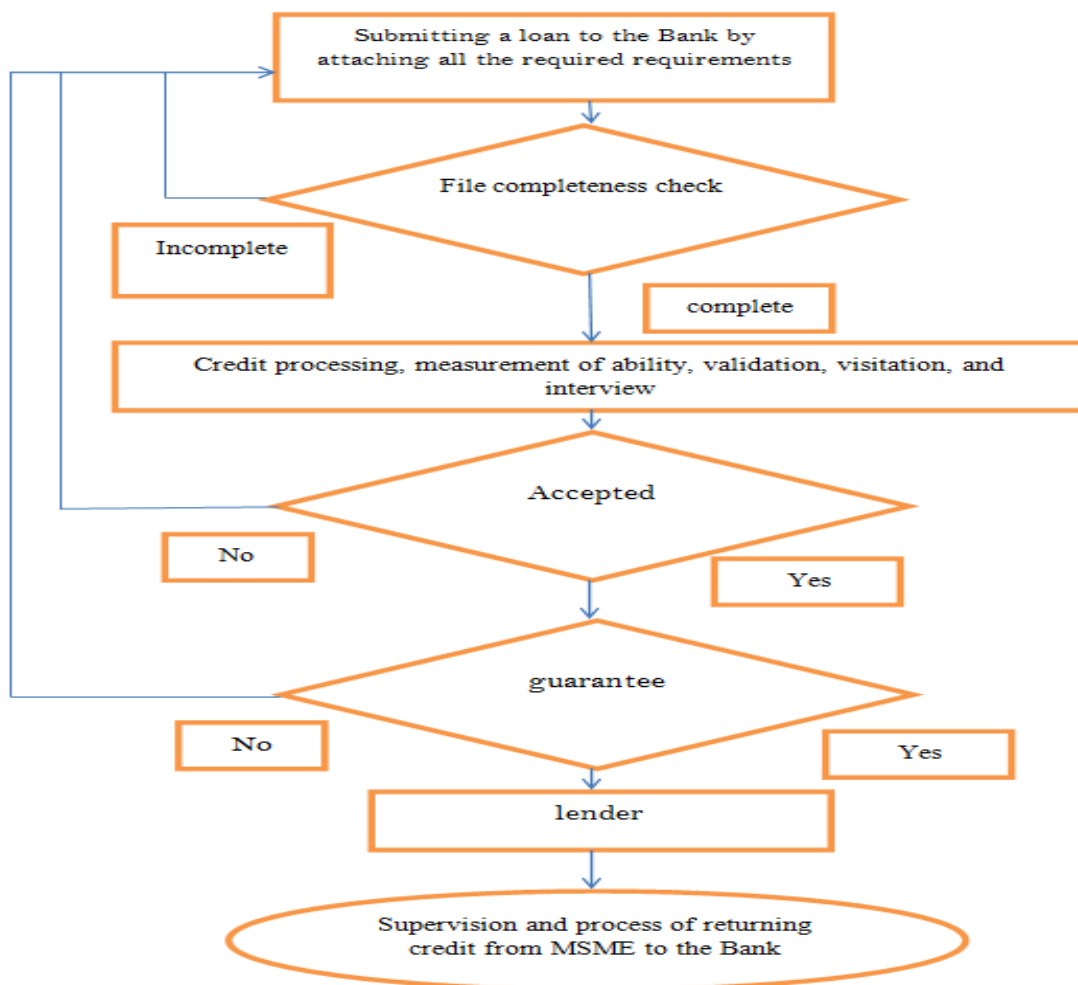 Submitting a loan to the Bank by
attaching all the required requirements
File completeness check
Incomplete
complete
Credit processing, measurement of ability, validation, visitation, and
interview
Accepted
No
Yes
guarantee
No
Yes
lender
Supervision and process of returning
credit from MSME to the Bank